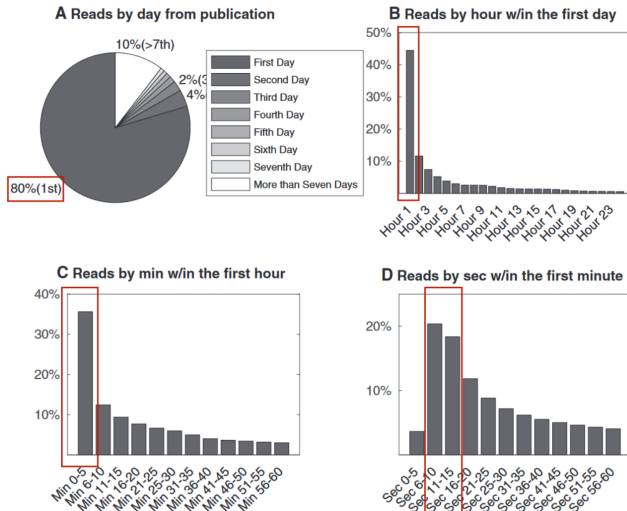 A Reads by day from publication
10%(>7th)
2%(3
4%
80%(1st)
First Day
Second Day
Third Day
Fourth Day
Fifth Day
Sixth Day
Seventh Day
More than Seven Days
B Reads by hour w/in the first day
50%
40%
30%
20%
10%
Hour 1
Hour 3
Hour 5
Hour 7
Hour 9
Hour 11
Hour 13
Hour 15
Hour 17
Hour 19
Hour 21
Hour 23
C Reads by min w/in the first hour
40%
30%
20%
10%
Min 0-5
Min 6-10
Min 11-15
Min 16-20
Min 21-25
Min 25-30
Min 31-35
Min 36-40
Min 41-45
Min 46-50
Min 51-55
Min 56-60
D Reads by sec w/in the first minute
20%
10%
Sec 0-5
Sec 6-10
Sec 11-15
Sec 16-20
Sec 21-25
Sec 25-30
Sec 31-35
Sec 36-40
Sec 41-45
Sec 46-50
Sec 51-55
Sec 56-60